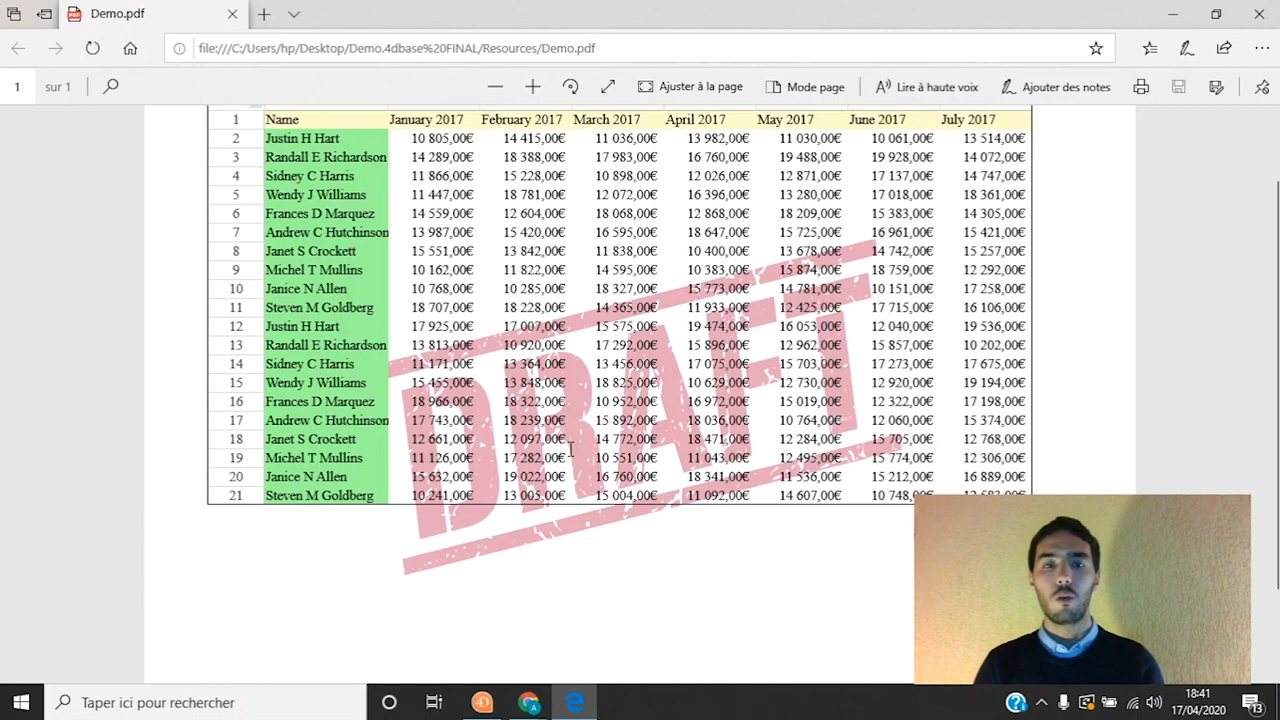 Demo.pdf
file:///C:/Users/hp/Desktop/Demo.4dbase%20FINAL/Resources/Demo.pdf
1 sur 1 Ajuster à la page Mode page Lire à haute voix Ajouter des notes
1 Name January 2017 February 2017 March 2017 April 2017 May 2017 June 2017 July 2017
2 Justin H Hart 10 805,00€ 14 415,00€ 11 036,00€ 13 982,00€ 11 030,00€ 10 061,00€ 13 514,00€
3 Randall E Richardson 14 289,00€ 18 388,00€ 17 983,00€ 16 760,00€ 19 488,00€ 19 928,00€ 14 072,00€
4 Sidney C Harris 11 866,00€ 15 228,00€ 10 898,00€ 12 026,00€ 12 871,00€ 17 137,00€ 14 747,00€
5 Wendy J Williams 11 447,00€ 18 781,00€ 12 072,00€ 16 396,00€ 13 280,00€ 17 018,00€ 18 361,00€
6 Frances D Marquez 14 559,00€ 12 604,00€ 18 068,00€ 12 868,00€ 18 209,00€ 15 383,00€ 14 305,00€
7 Andrew C Hutchinson 13 987,00€ 15 420,00€ 16 595,00€ 18 647,00€ 15 725,00€ 16 961,00€ 15 421,00€
8 Janet S Crockett 15 551,00€ 13 842,00€ 11 838,00€ 10 400,00€ 13 678,00€ 14 742,00€ 15 257,00€
9 Michel T Mullins 10 162,00€ 11 822,00€ 14 595,00€ 10 383,00€ 15 874,00€ 18 759,00€ 12 292,00€
10 Janice N Allen 10 768,00€ 10 285,00€ 18 327,00€ 15 773,00€ 14 781,00€ 10 151,00€ 17 258,00€
11 Steven M Goldberg 18 707,00€ 18 228,00€ 14 365,00€ 11 933,00€ 12 425,00€ 17 715,00€ 16 106,00€
12 Justin H Hart 17 925,00€ 17 007,00€ 15 575,00€ 19 474,00€ 16 053,00€ 12 040,00€ 19 536,00€
13 Randall E Richardson 13 813,00€ 10 920,00€ 17 292,00€ 15 896,00€ 12 962,00€ 15 857,00€ 10 202,00€
14 Sidney C Harris 11 171,00€ 13 364,00€ 13 456,00€ 17 075,00€ 15 703,00€ 17 273,00€ 17 675,00€
15 Wendy J Williams 15 455,00€ 13 848,00€ 18 825,00€ 10 629,00€ 12 730,00€ 12 920,00€ 19 194,00€
16 Frances D Marquez 18 966,00€ 18 322,00€ 10 952,00€ 16 972,00€ 15 019,00€ 12 322,00€ 17 198,00€
17 Andrew C Hutchinson 17 743,00€ 18 239,00€ 15 892,00€ 18 036,00€ 10 764,00€ 12 060,00€ 15 374,00€
18 Janet S Crockett 12 661,00€ 12 097,00€ 14 772,00€ 18 471,00€ 12 284,00€ 15 705,00€ 12 768,00€
19 Michel T Mullins 11 126,00€ 17 282,00€ 10 551,00€ 11 043,00€ 12 495,00€ 15 774,00€ 12 306,00€
20 Janice N Allen 15 632,00€ 19 022,00€ 16 760,00€ 18 341,00€ 11 536,00€ 15 212,00€ 16 889,00€
21 Steven M Goldberg 10 241,00€ 13 005,00€ 15 004,00€ 11 092,00€ 14 607,00€ 10 748,00€
DRAFT
Taper ici pour rechercher
18:41
17/04/2020
13